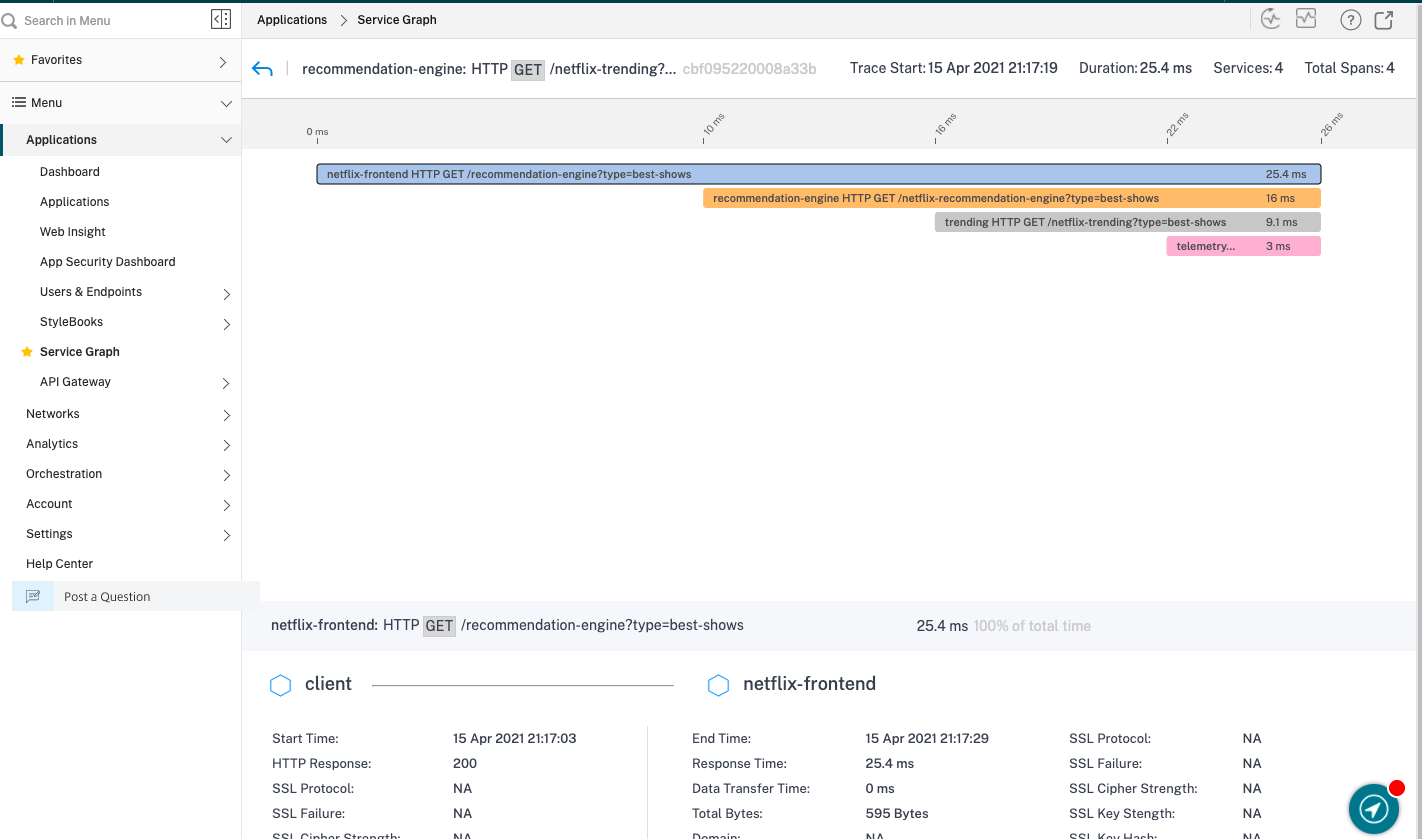 Search in Menu
Applications > Service Graph
Favorites
Menu
Applications
Dashboard
Applications
Web Insight
App Security Dashboard
Users & Endpoints
StyleBooks
Service Graph
API Gateway
Networks
Analytics
Orchestration
Account
Settings
Help Center
Post a Question
recommendation-engine: HTTP GET /netflix-trending?... cbf095220008a33b Trace Start: 15 Apr 2021 21:17:19 Duration: 25.4 ms Services: 4 Total Spans: 4
0 ms 10 ms 16 ms 22 ms 26 ms
netflix-frontend HTTP GET /recommendation-engine?type=best-shows 25.4 ms
recommendation-engine HTTP GET /netflix-recommendation-engine?type=best-shows 16 ms
trending HTTP GET /netflix-trending?type=best-shows 9.1 ms
telemetry... 3 ms
netflix-frontend: HTTP GET /recommendation-engine?type=best-shows 25.4 ms 100% of total time
client netflix-frontend
Start Time: 15 Apr 2021 21:17:03 End Time: 15 Apr 2021 21:17:29 SSL Protocol: NA
HTTP Response: 200 Response Time: 25.4 ms SSL Failure: NA
SSL Protocol: NA Data Transfer Time: 0 ms SSL Cipher Strength: NA
SSL Failure: NA Total Bytes: 595 Bytes SSL Key Stength: NA
SSL Cipher Strength: NA Domain: NA SSL Key Hash: NA